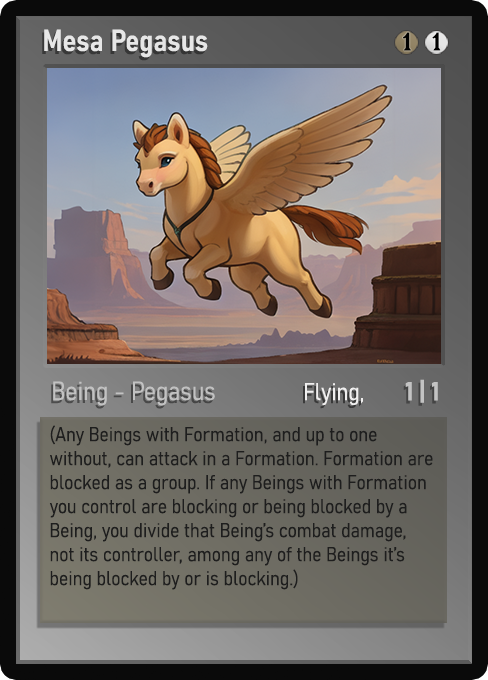 Mesa Pegasus 1 1
Being - Pegasus Flying, 1|1
(Any Beings with Formation, and up to one
without, can attack in a Formation. Formation are
blocked as a group. If any Beings with Formation
you control are blocking or being blocked by a
Being, you divide that Being's combat damage,
not its controller, among any of the Beings it's
being blocked by or is blocking.)